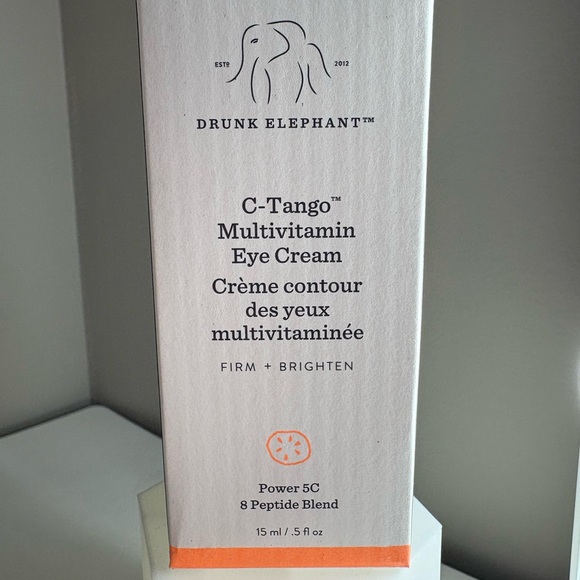 ESTD 2012
DRUNK ELEPHANT™
C-Tango™
Multivitamin
Eye Cream
Crème contour
des yeux
multivitaminée
FIRM + BRIGHTEN
Power 5C
8 Peptide Blend
15 ml / .5 fl oz